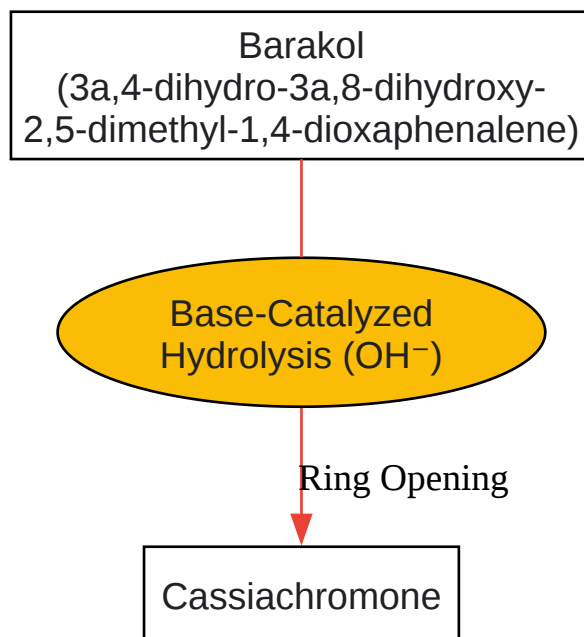 Barakol
(3a,4-dihydro-3a,8-dihydroxy-
2,5-dimethyl-1,4-dioxaphenalene)
Base-Catalyzed
Hydrolysis (OH⁻)
Ring Opening
Cassiachromone